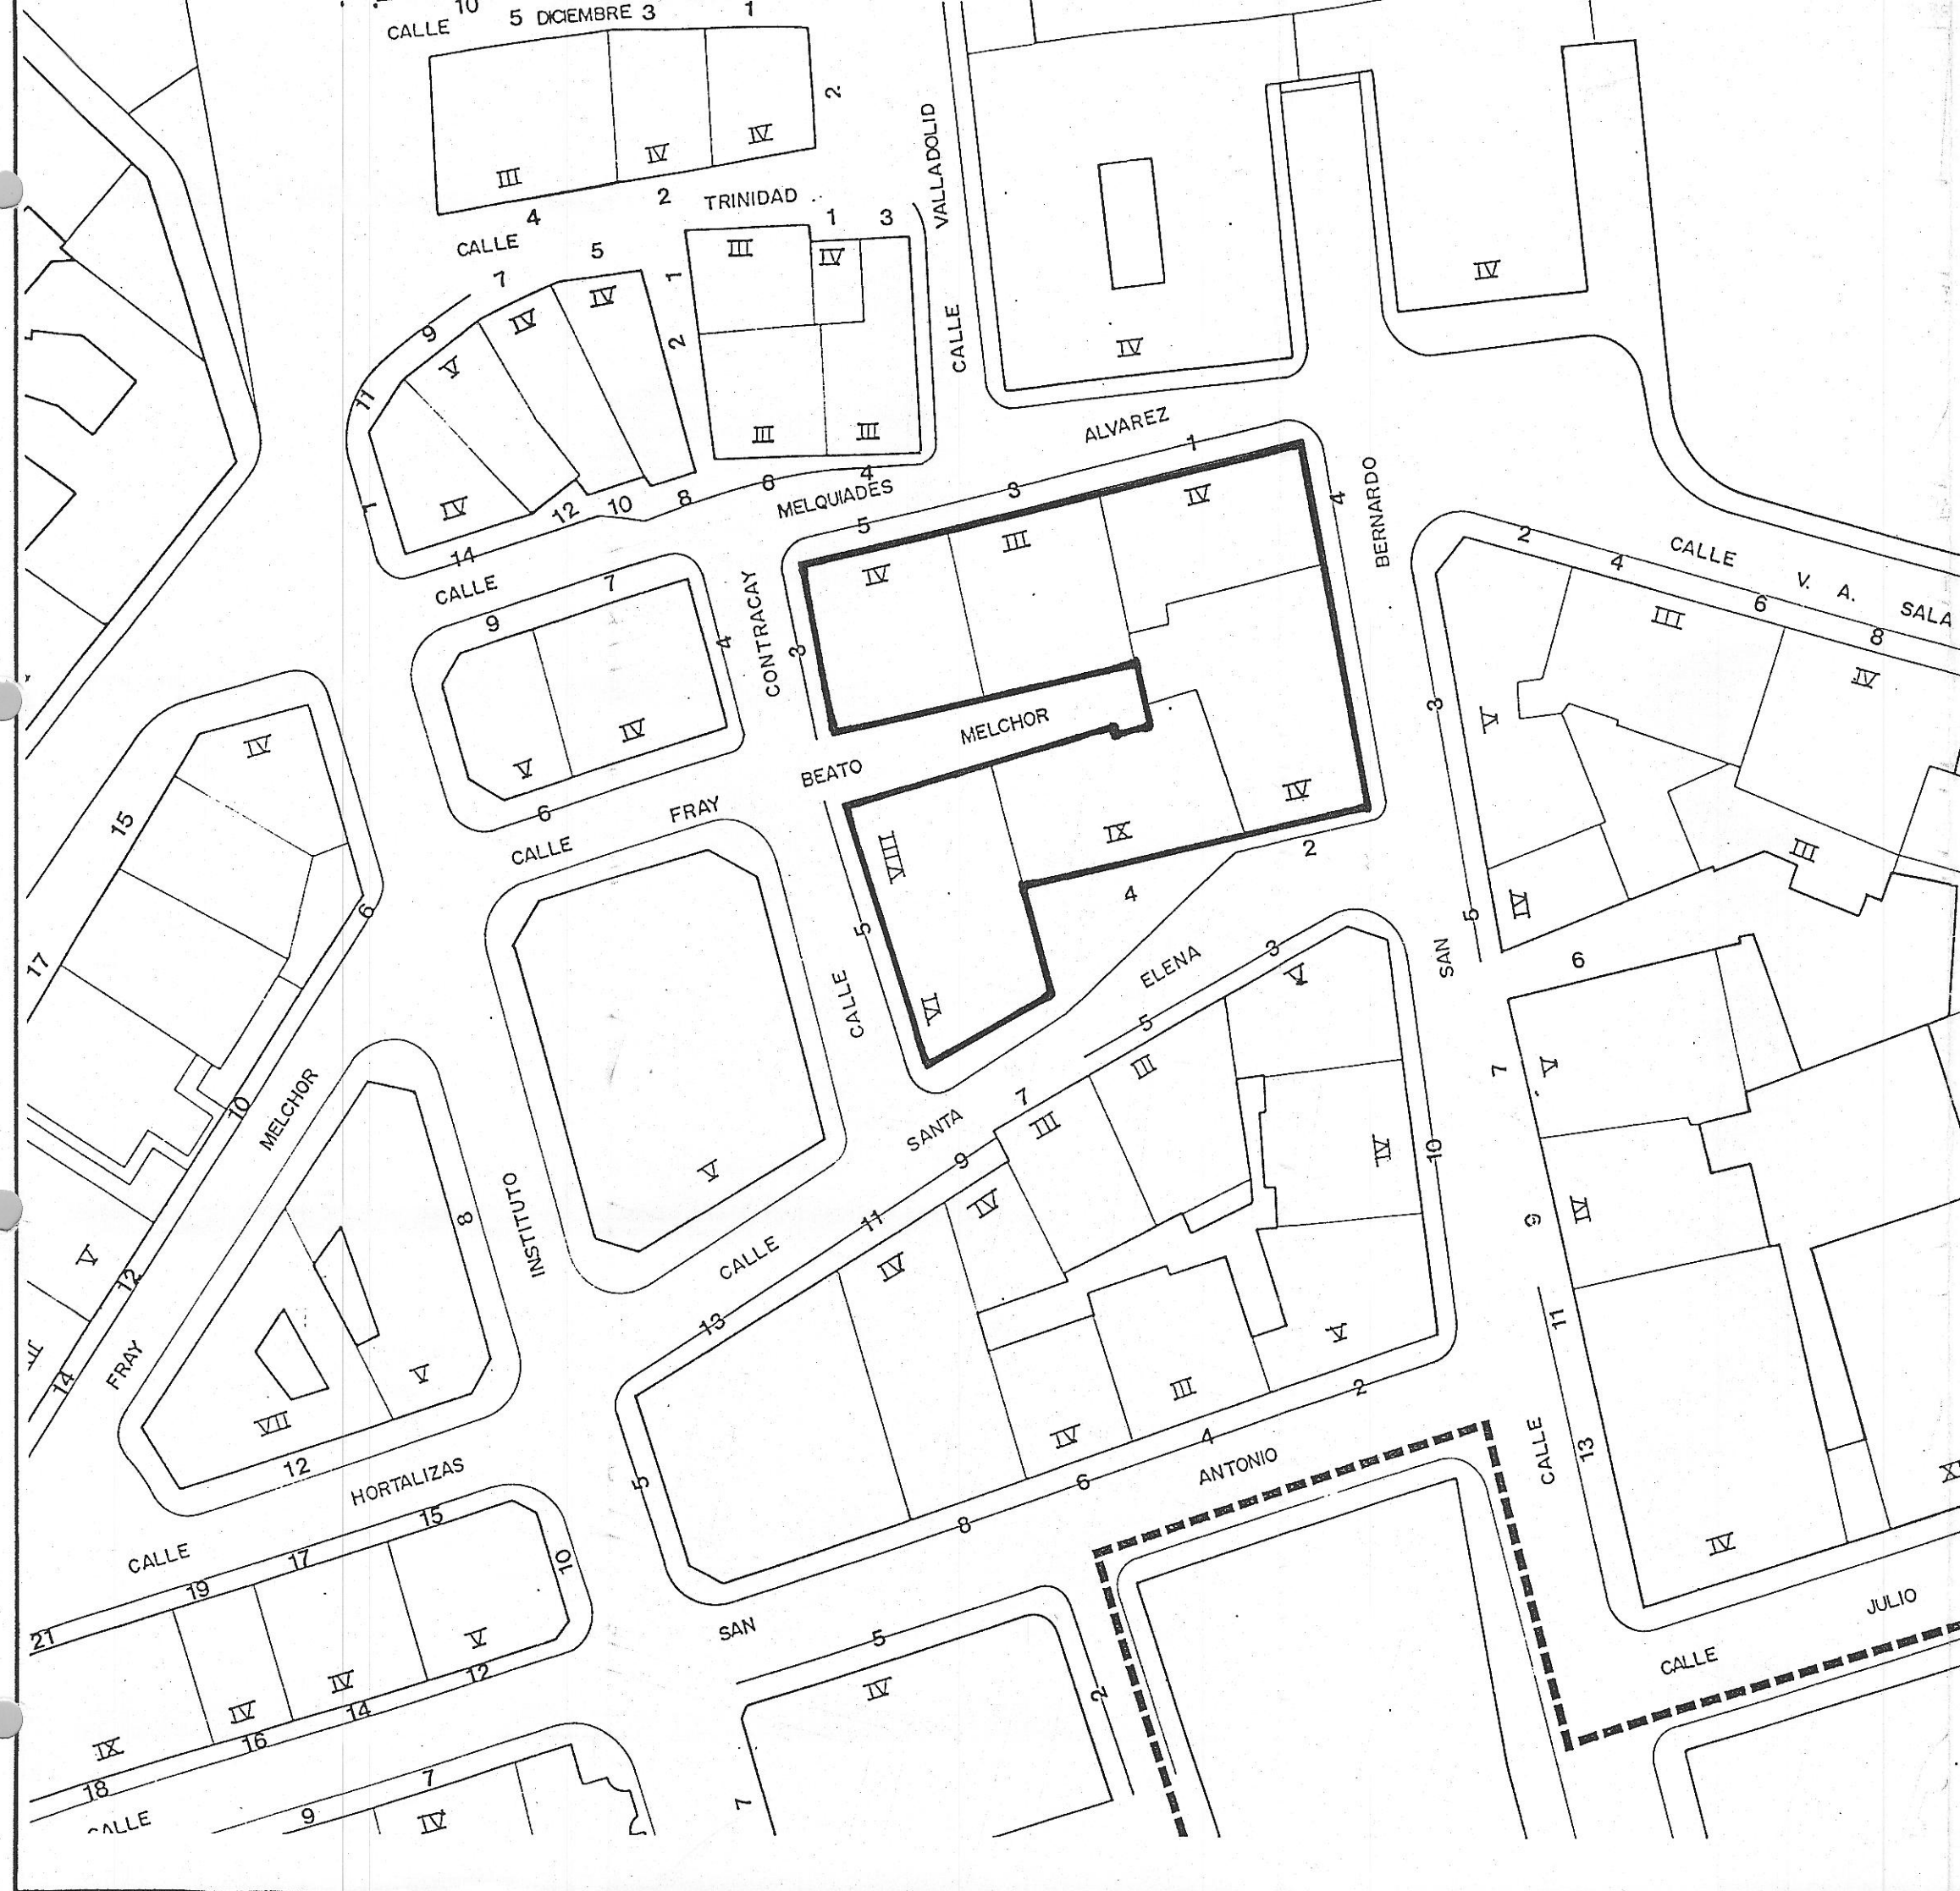 10
CALLE 5 DICIEMBRE 3 1
2
III IV IV
4 2
CALLE TRINIDAD
VALLADOLID
CALLE
1 3
III IV
1
2
III III
6 4
5
7
9
11
1
IV
IV
V
IV
14 12 10 8
IV
IV
CALLE MELQUIADES ALVAREZ
5 3 1
IV III IV
3
4
BERNARDO
CONTRACAY
9 7
4
V IV
6
CALLE FRAY BEATO MELCHOR
VIII
IX
IV
VI
5
4
2
CALLE
CALLE V. A. SALA
2 4 6 8
III
IV
V
3
IV
5
III
6
SAN
15
17
IV
6
10
12
14
V
FRAY MELCHOR
8
VII
V
12
INSTITUTO
V
CALLE SANTA ELENA
13 11 9 7 5 3
IV
IV
III
III
V
IV
10
V
III
IV
5
8 6 4 2
SAN ANTONIO
7
V
9
IV
11
13
CALLE
IV
CALLE JULIO
CALLE HORTALIZAS
21 19 17 15
10
IX IV IV V
18 16 14 12
CALLE
9 7
IV
5
IV
2
7